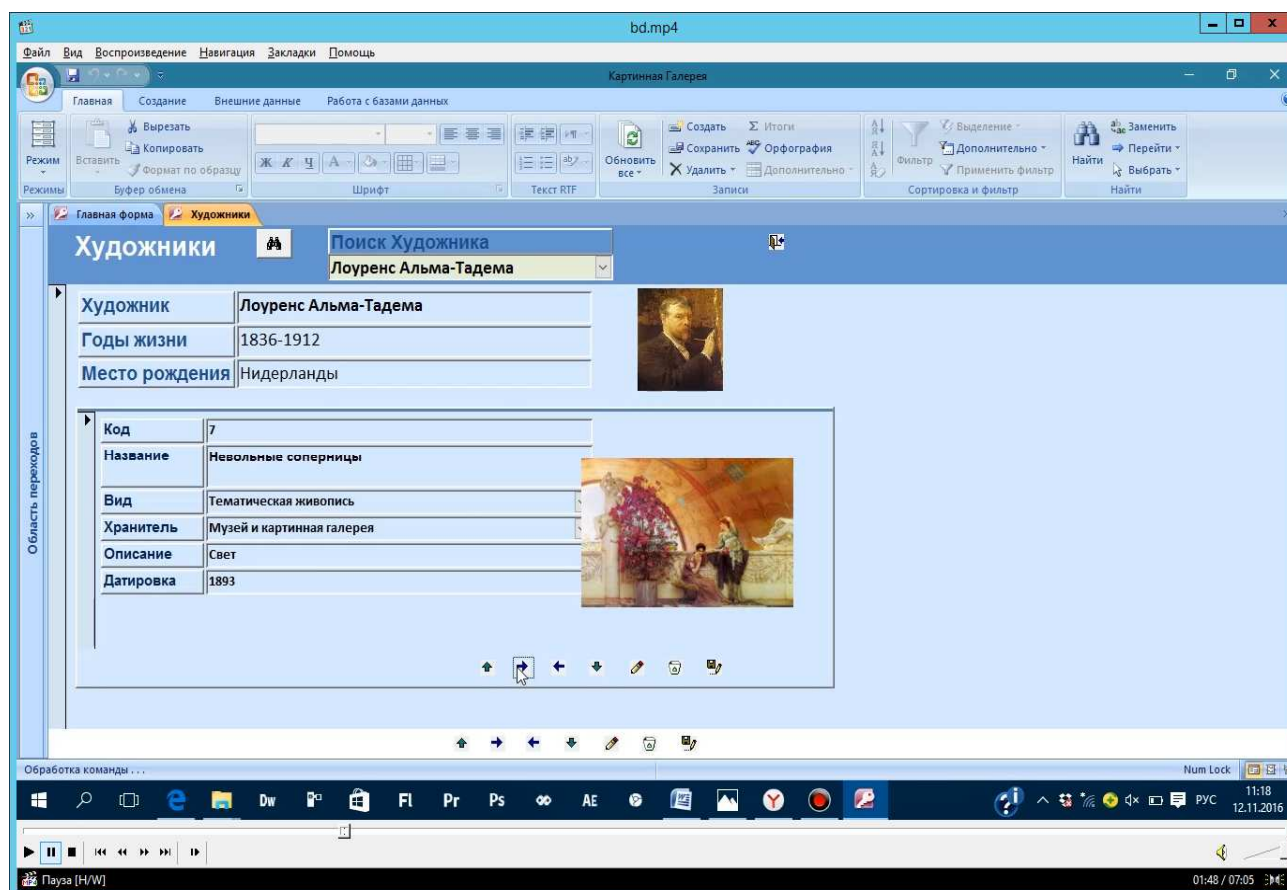 bd.mp4
Файл Вид Воспроизведение Навигация Закладки Помощь
Картинная Галерея
Главная Создание Внешние данные Работа с базами данных
Режим
Вставить
Вырезать
Копировать
Формат по образцу
Ж К Ч А
Обновить все
Создать
Сохранить
Удалить
Σ Итоги
Орфография
Дополнительно
Фильтр
Выделение
Дополнительно
Применить фильтр
Найти
Заменить
Перейти
Выбрать
Режимы Буфер обмена Шрифт Текст RTF Записи Сортировка и фильтр Найти
Главная форма Художники
Художники
Поиск Художника
Лоуренс Альма-Тадема
Художник Лоуренс Альма-Тадема
Годы жизни 1836-1912
Место рождения Нидерланды
Область переходов
Код 7
Название Невольные соперницы
Вид Тематическая живопись
Хранитель Музей и картинная галерея
Описание Свет
Датировка 1893
Обработка команды . . .
Num Lock
Dw Fl Pr Ps AE
РУС
11:18
12.11.2016
Пауза [H/W]
01:48 / 07:05